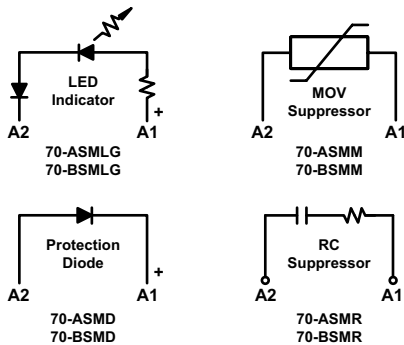 LED
Indicator
+
A2 A1
70-ASMLG
70-BSMLG
MOV
Suppressor
A2 A1
70-ASMM
70-BSMM
Protection
Diode
+
A2 A1
70-ASMD
70-BSMD
RC
Suppressor
A2 A1
70-ASMR
70-BSMR